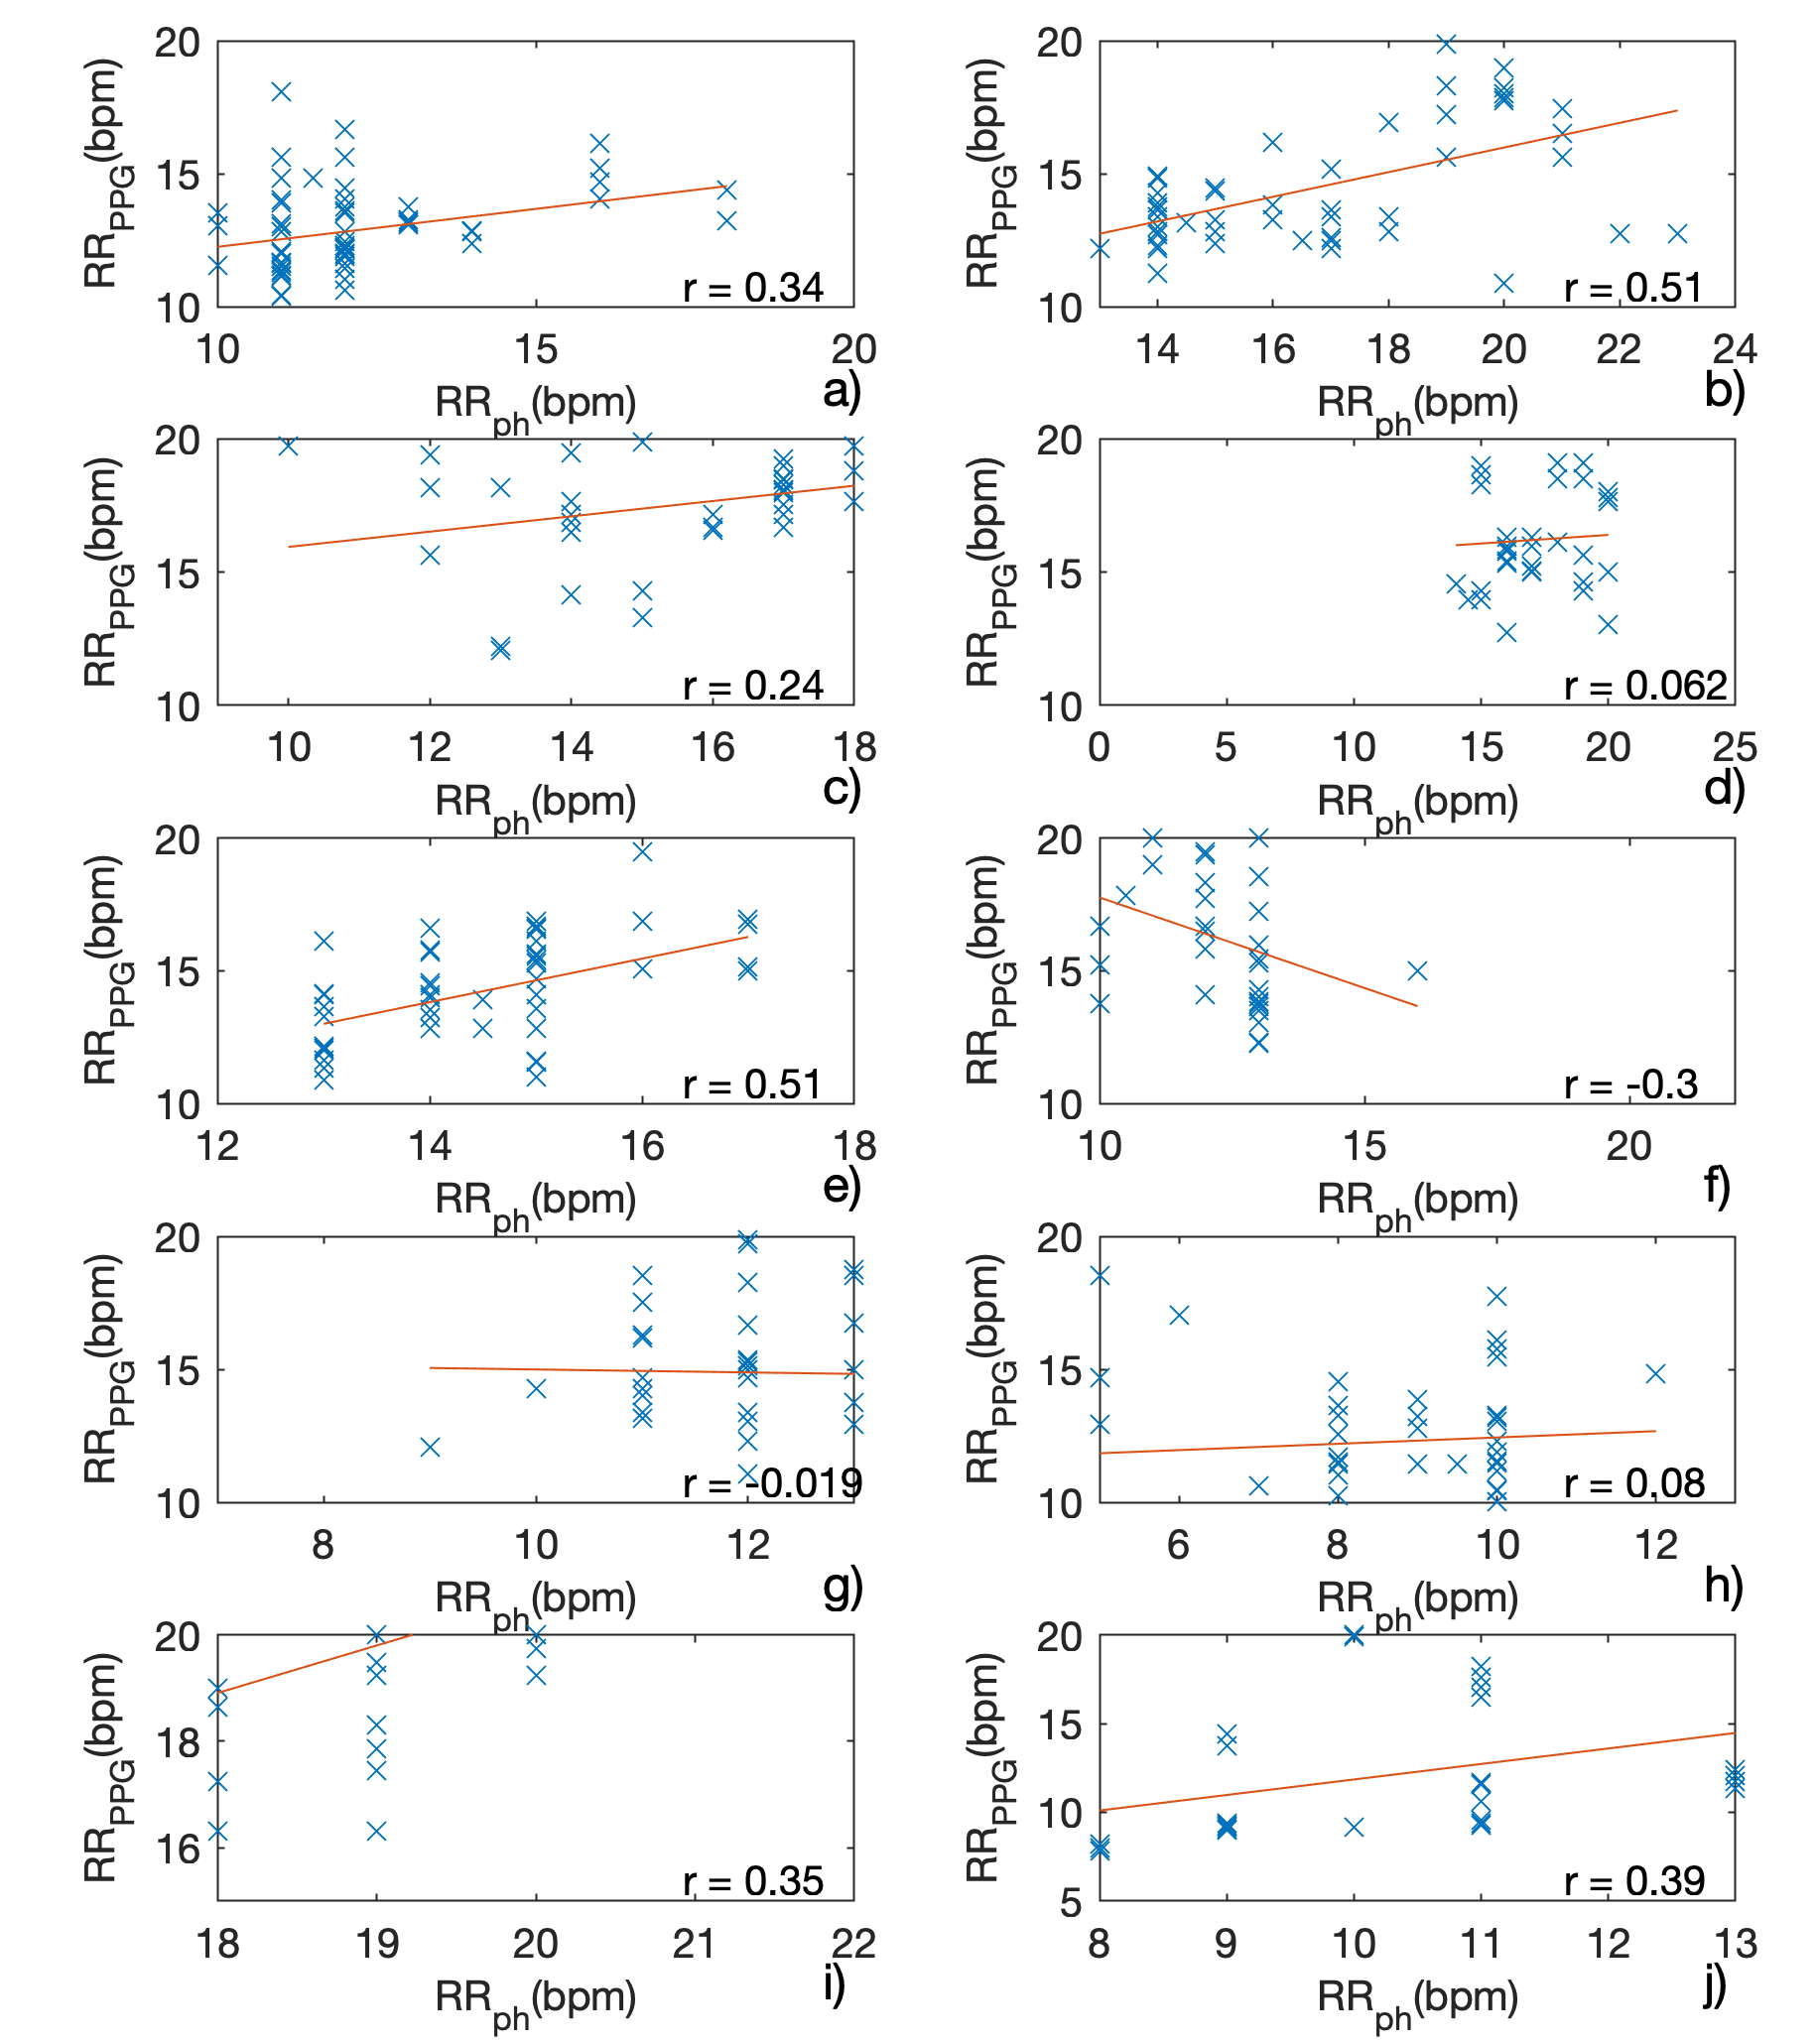 20 20
RR_PPG(bpm) 15 RR_PPG(bpm) 15
r = 0.34 r = 0.51
10 10
10 15 20 14 16 18 20 22 24
RR_ph(bpm) a) RR_ph(bpm) b)
20 20
RR_PPG(bpm) 15 RR_PPG(bpm) 15
r = 0.24 r = 0.062
10 10
10 12 14 16 18 0 5 10 15 20 25
RR_ph(bpm) c) RR_ph(bpm) d)
20 20
RR_PPG(bpm) 15 RR_PPG(bpm) 15
r = 0.51 r = -0.3
10 10
12 14 16 18 10 15 20
RR_ph(bpm) e) RR_ph(bpm) f)
20 20
RR_PPG(bpm) 15 RR_PPG(bpm) 15
r = -0.019 r = 0.08
10 10
8 10 12 6 8 10 12
RR_ph(bpm) g) RR_ph(bpm) h)
20 20
RR_PPG(bpm) 18 RR_PPG(bpm) 15
10
16
r = 0.35 r = 0.39
5
18 19 20 21 22 8 9 10 11 12 13
RR_ph(bpm) i) RR_ph(bpm) j)